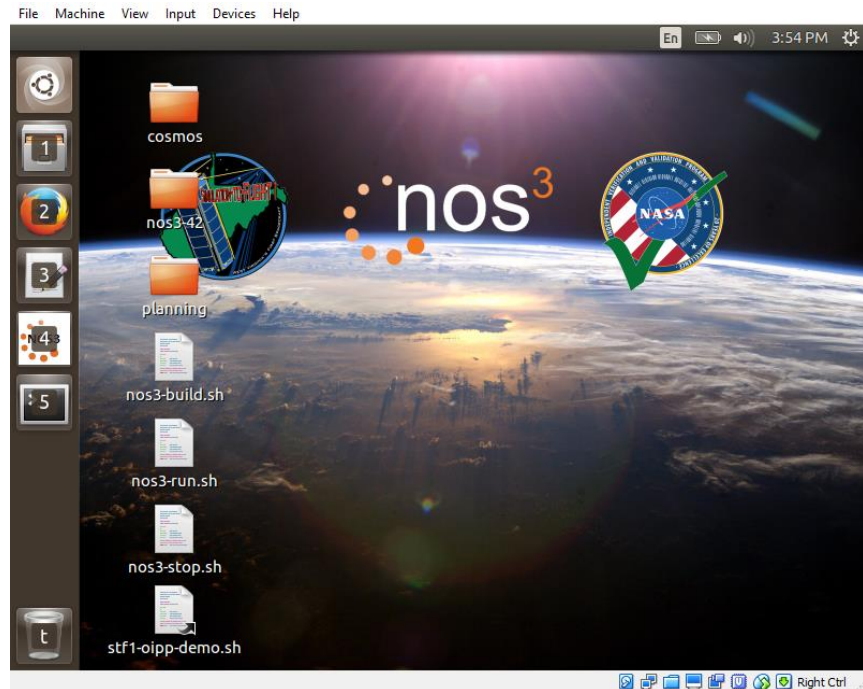 File Machine View Input Devices Help
En 3:54 PM
cosmos
nos3
NASA
1
2
nos3-42
3
planning
4
nos3-build.sh
5
nos3-run.sh
nos3-stop.sh
t
stf1-oipp-demo.sh
Right Ctrl